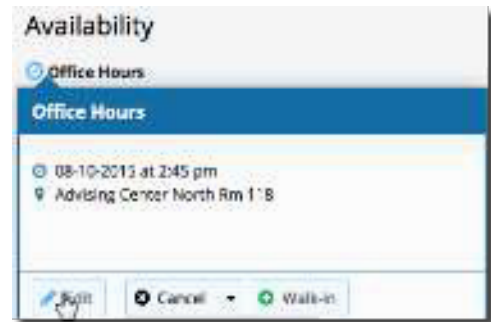 Availability
Office Hours
Office Hours
08-10-2015 at 2:45 pm
Advising Center North Rm 118
Edit Cancel Walk-in